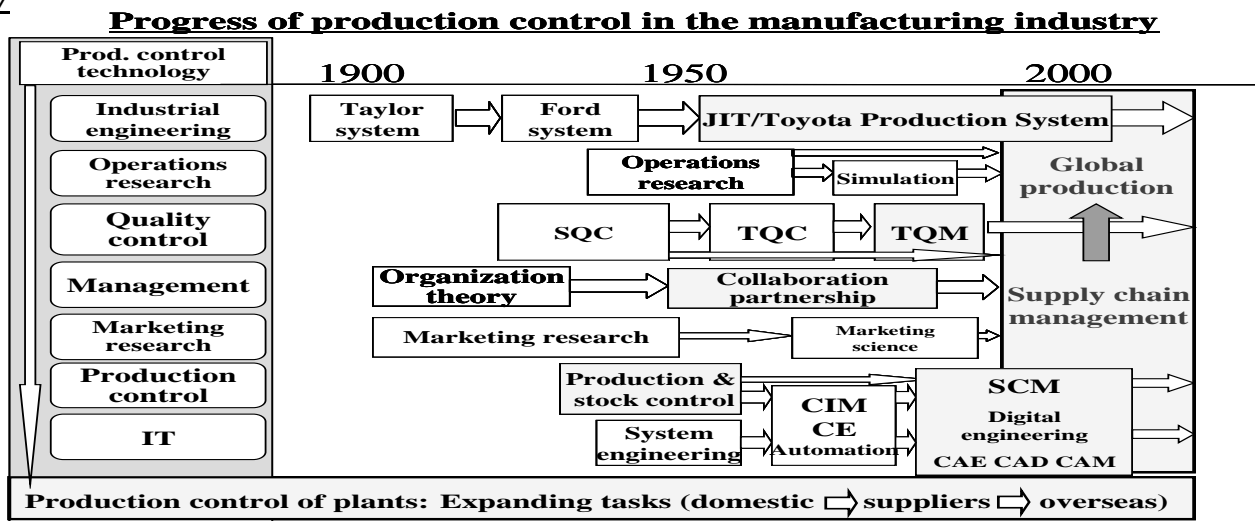 Progress of production control in the manufacturing industry
Prod. control
technology
1900
1950
2000
Industrial
engineering
Taylor
system
Ford
system
JIT/Toyota Production System
Operations
research
Operations
research
Simulation
Global
production
Quality
control
SQC
TQC
TQM
Management
Organization
theory
Collaboration
partnership
Supply chain
management
Marketing
research
Marketing research
Marketing
science
Production
control
Production &
stock control
CIM
CE
Automation
SCM
Digital
engineering
CAE CAD CAM
IT
System
engineering
Production control of plants: Expanding tasks (domestic suppliers overseas)